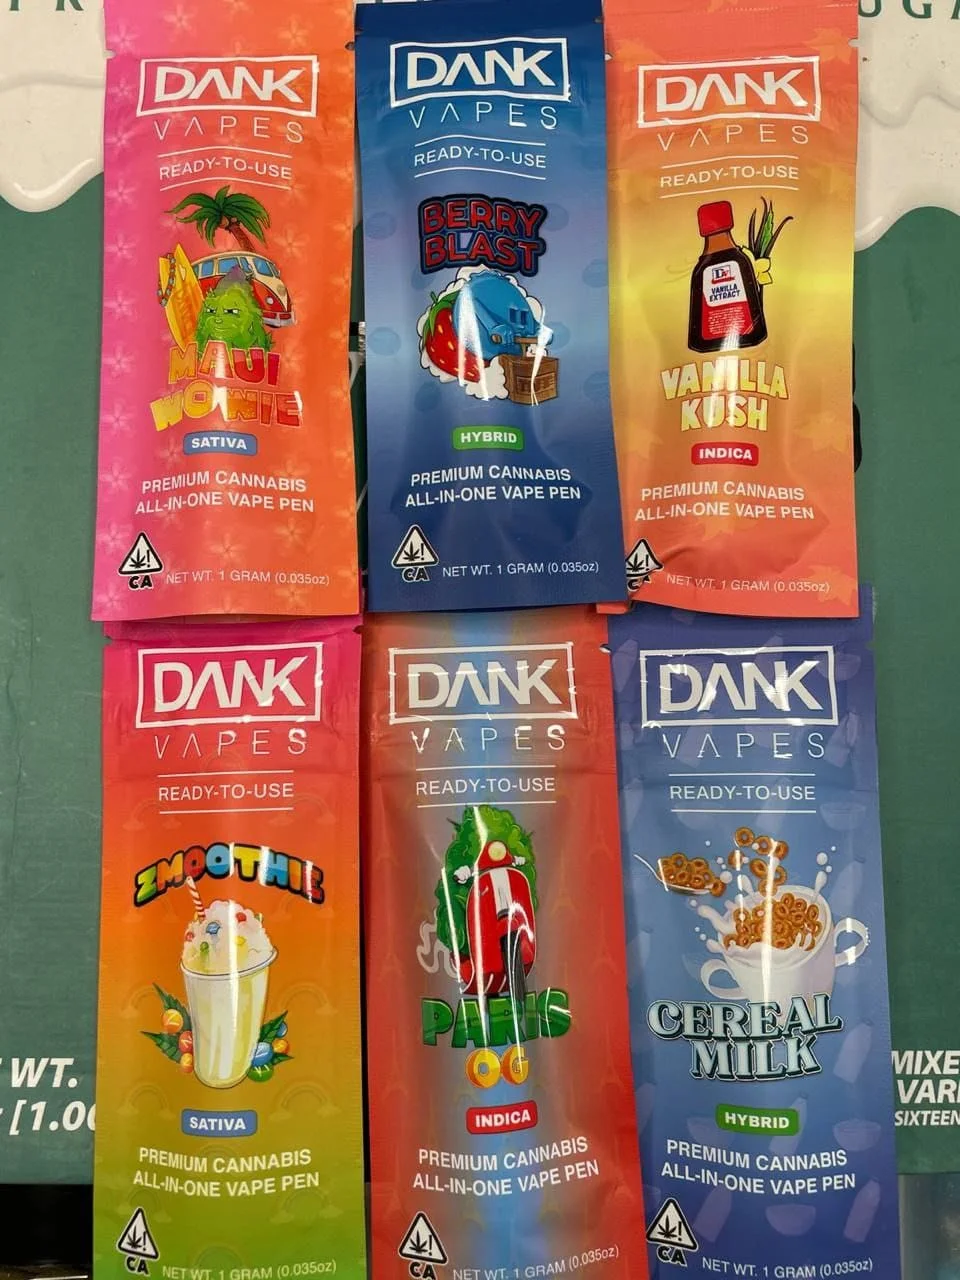 DANK
VAPES
READY-TO-USE
MAUI
WOWIE
SATIVA
PREMIUM CANNABIS
ALL-IN-ONE VAPE PEN
CA
NET WT. 1 GRAM (0.035oz)
DANK
VAPES
READY-TO-USE
BERRY
BLAST
HYBRID
PREMIUM CANNABIS
ALL-IN-ONE VAPE PEN
CA
NET WT. 1 GRAM (0.035oz)
DANK
VAPES
READY-TO-USE
VANILLA
EXTRACT
VANILLA
KUSH
INDICA
PREMIUM CANNABIS
ALL-IN-ONE VAPE PEN
CA
NET WT. 1 GRAM (0.035oz)
DANK
VAPES
READY-TO-USE
ZMOOTHIE
SATIVA
PREMIUM CANNABIS
ALL-IN-ONE VAPE PEN
CA
NET WT. 1 GRAM (0.035oz)
DANK
VAPES
READY-TO-USE
PARIS
OG
INDICA
PREMIUM CANNABIS
ALL-IN-ONE VAPE PEN
CA
NET WT. 1 GRAM (0.035oz)
DANK
VAPES
READY-TO-USE
CEREAL
MILK
HYBRID
PREMIUM CANNABIS
ALL-IN-ONE VAPE PEN
CA
NET WT. 1 GRAM (0.035oz)
WT.
[1.00
MIXE
VARI
SIXTEEN